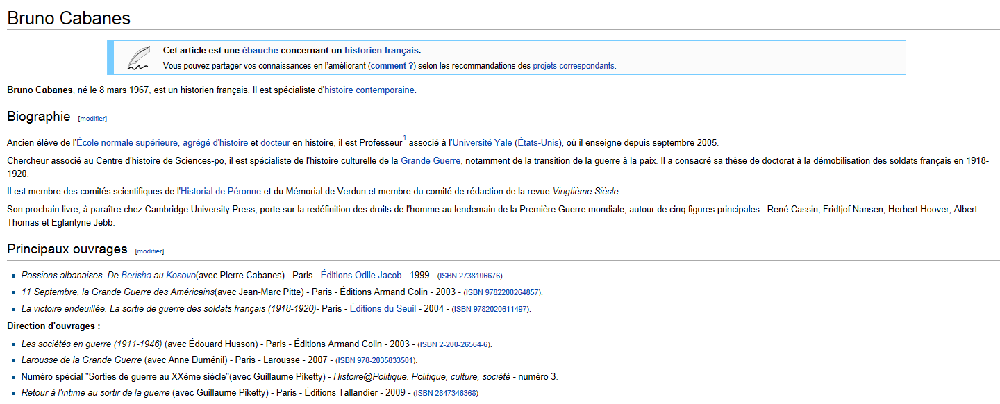 Bruno Cabanes
Cet article est une ébauche concernant un historien français.
Vous pouvez partager vos connaissances en l'améliorant (comment ?) selon les recommandations des projets correspondants.
Bruno Cabanes, né le 8 mars 1967, est un historien français. Il est spécialiste d'histoire contemporaine.
Biographie [modifier]
Ancien élève de l'École normale supérieure, agrégé d'histoire et docteur en histoire, il est Professeur1 associé à l'Université Yale (États-Unis), où il enseigne depuis septembre 2005.
Chercheur associé au Centre d'histoire de Sciences-po, il est spécialiste de l'histoire culturelle de la Grande Guerre, notamment de la transition de la guerre à la paix. Il a consacré sa thèse de doctorat à la démobilisation des soldats français en 1918-
1920.
Il est membre des comités scientifiques de l'Historial de Péronne et du Mémorial de Verdun et membre du comité de rédaction de la revue Vingtième Siècle.
Son prochain livre, à paraître chez Cambridge University Press, porte sur la redéfinition des droits de l'homme au lendemain de la Première Guerre mondiale, autour de cinq figures principales : René Cassin, Fridtjof Nansen, Herbert Hoover, Albert
Thomas et Eglantyne Jebb.
Principaux ouvrages [modifier]
Passions albanaises. De Berisha au Kosovo(avec Pierre Cabanes) - Paris - Éditions Odile Jacob - 1999 - (ISBN 2738106676) .
11 Septembre, la Grande Guerre des Américains(avec Jean-Marc Pitte) - Paris - Éditions Armand Colin - 2003 - (ISBN 9782200264857).
La victoire endeuillée. La sortie de guerre des soldats français (1918-1920)- Paris - Éditions du Seuil - 2004 - (ISBN 9782020611497).
Direction d'ouvrages :
Les sociétés en guerre (1911-1946) (avec Édouard Husson) - Paris - Éditions Armand Colin - 2003 - (ISBN 2-200-26564-6).
Larousse de la Grande Guerre (avec Anne Duménil) - Paris - Larousse - 2007 - (ISBN 978-2035833501).
Numéro spécial "Sorties de guerre au XXème siècle"(avec Guillaume Piketty) - Histoire@Politique. Politique, culture, société - numéro 3.
Retour à l'intime au sortir de la guerre (avec Guillaume Piketty) - Paris - Éditions Tallandier - 2009 - (ISBN 2847346368)